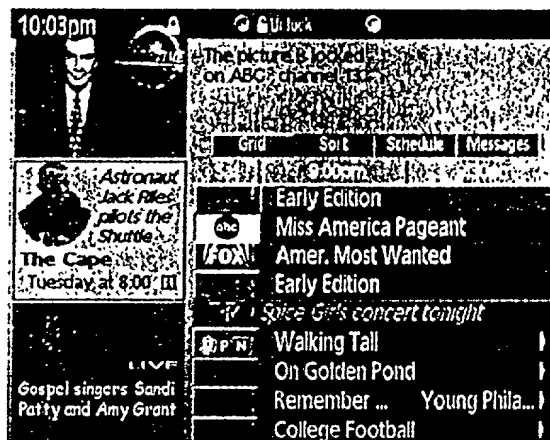 10:03pm
Unlock
The picture is locked
on ABC, channel 13.
Grid Sort Schedule Messages
Early Edition
abc Miss America Pageant
FOX Amer. Most Wanted
Early Edition
Spice Girls concert tonight
Walking Tall
On Golden Pond
Remember ... Young Phila...
College Football
Astronaut
Jack Riles
pilots the
Shuttle
The Cape
Tuesday at 8:00
LIVE
Gospel singers Sandi
Patty and Amy Grant